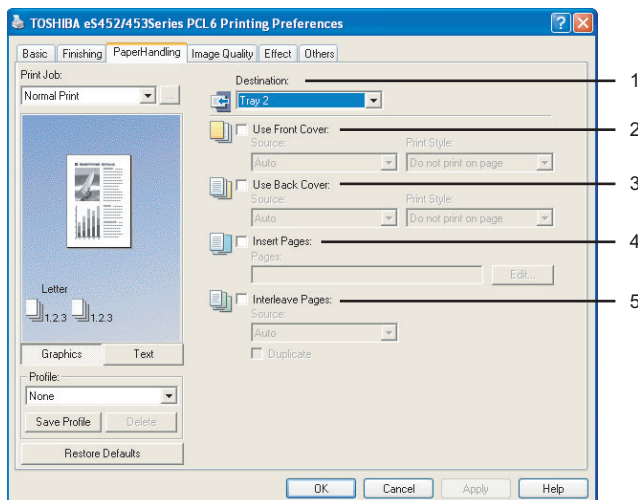 TOSHIBA eS452/453Series PCL6 Printing Preferences
Basic Finishing PaperHandling Image Quality Effect Others
Print Job:
Normal Print
Letter
1.2.3 1.2.3
Graphics Text
Profile:
None
Save Profile Delete
Restore Defaults
Destination: 1
Tray 2
Use Front Cover: 2
Source: Print Style:
Auto Do not print on page
Use Back Cover: 3
Source: Print Style:
Auto Do not print on page
Insert Pages: 4
Pages:
Edit...
Interleave Pages: 5
Source:
Auto
Duplicate
OK Cancel Apply Help